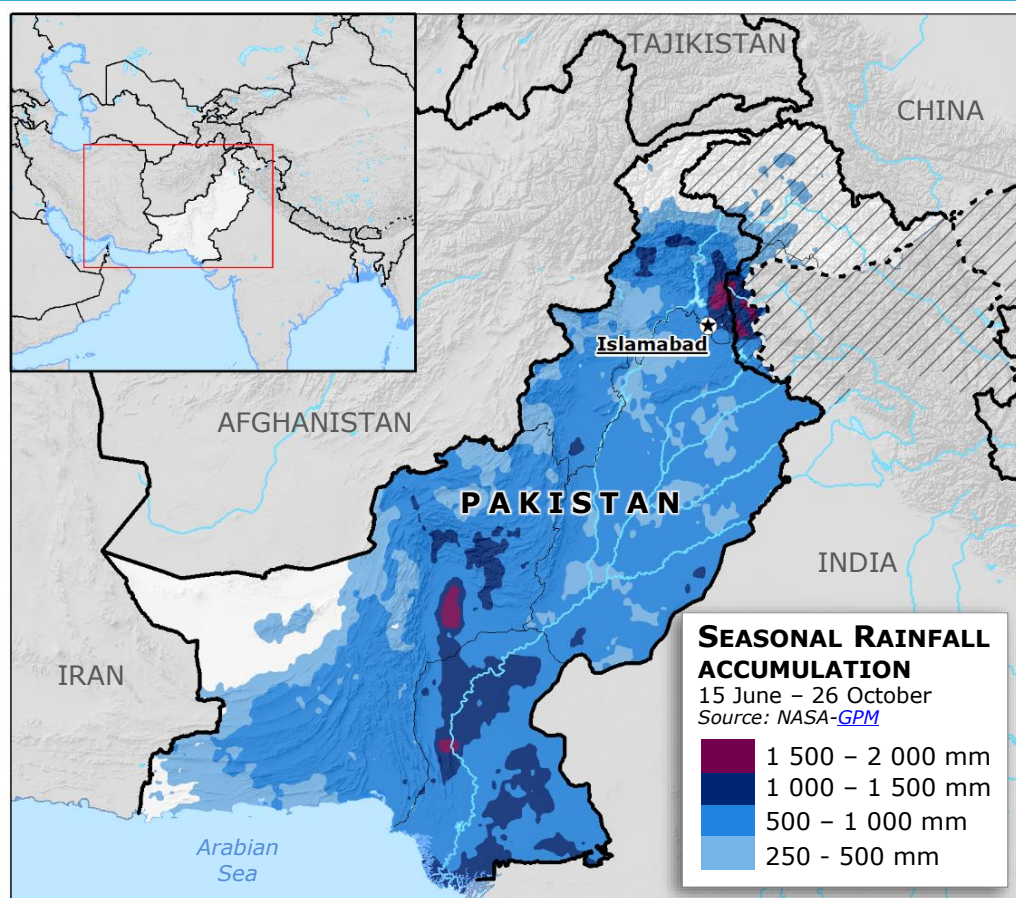 TAJIKISTAN
CHINA
Islamabad
AFGHANISTAN
PAKISTAN
INDIA
IRAN
Arabian
Sea
SEASONAL RAINFALL
ACCUMULATION
15 June – 26 October
Source: NASA-GPM
1 500 – 2 000 mm
1 000 – 1 500 mm
500 – 1 000 mm
250 - 500 mm